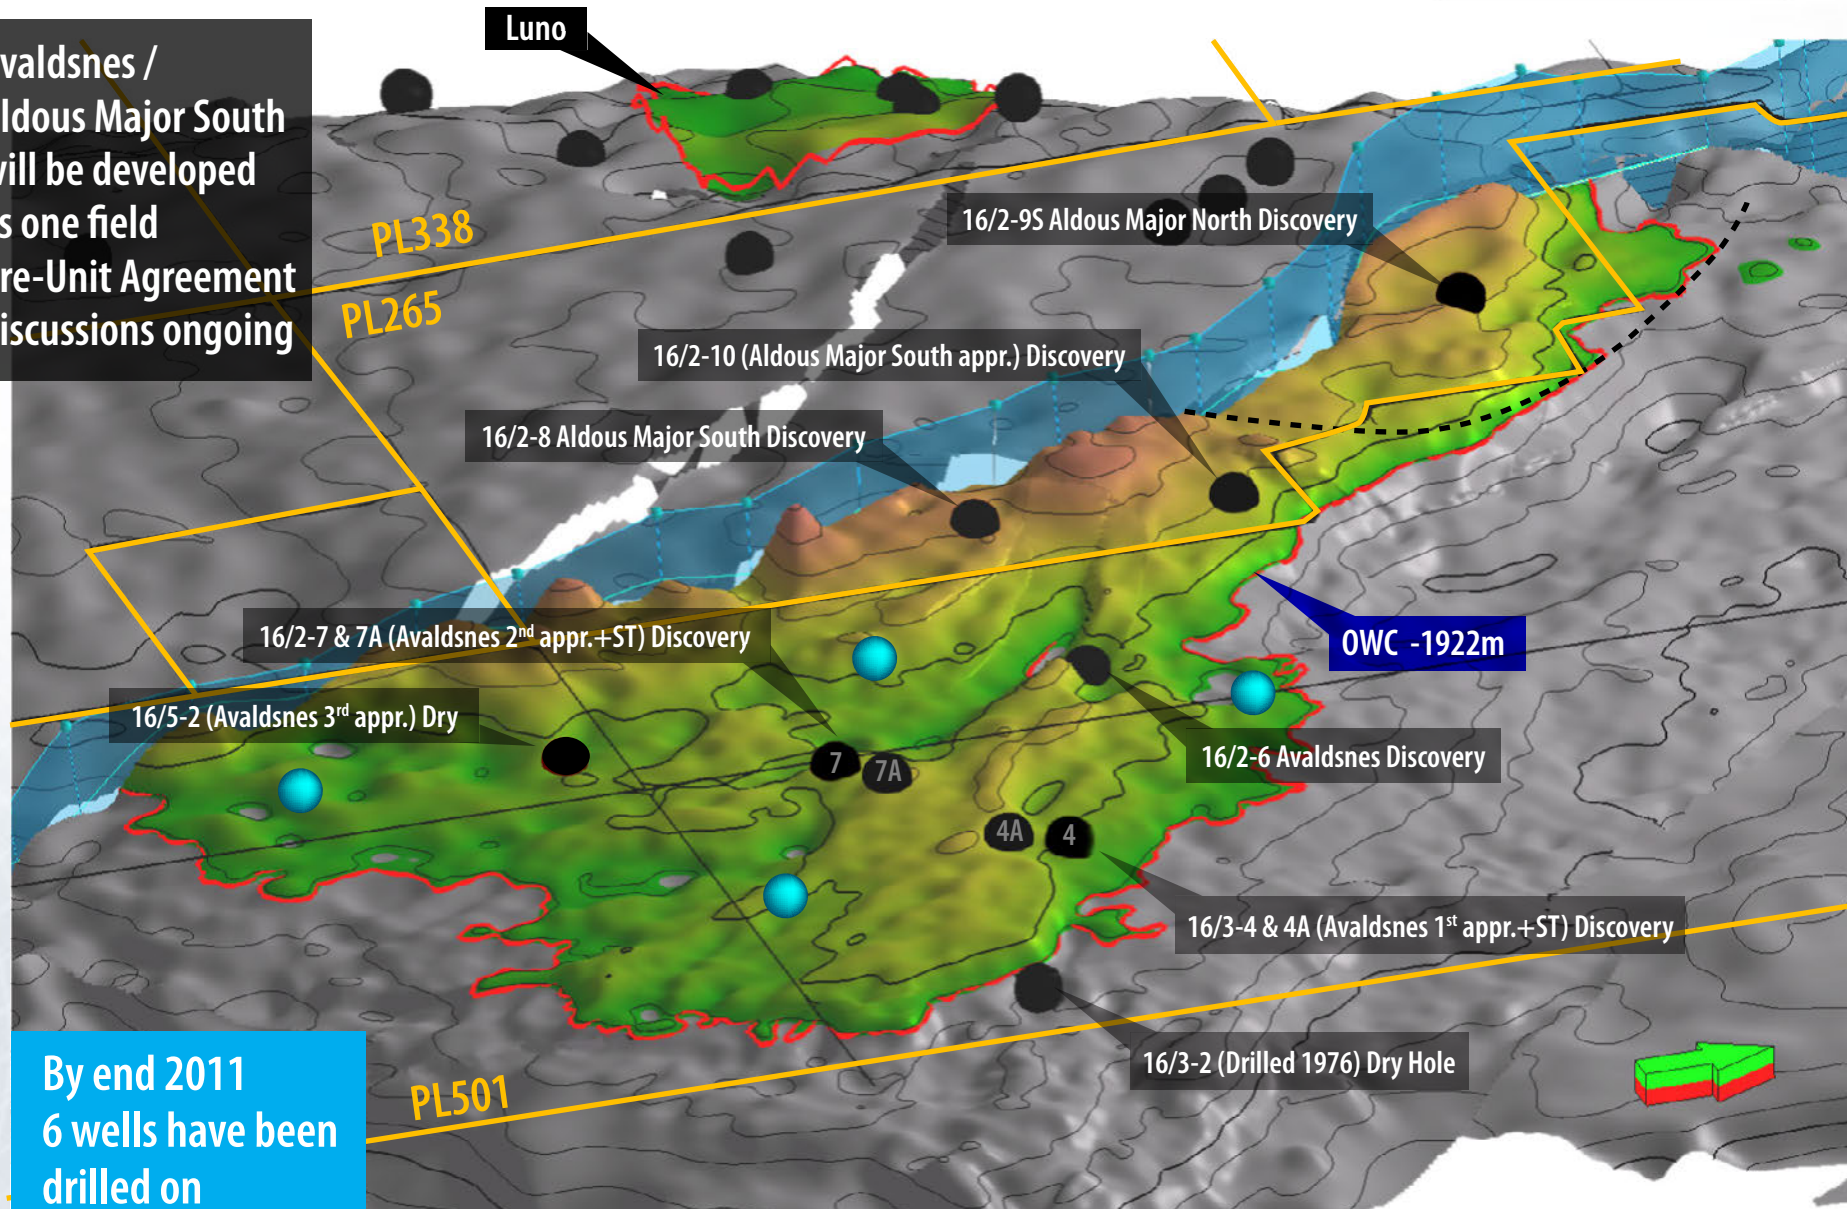 Luno
valdsnes /
ldous Major South
vill be developed
s one field
re-Unit Agreement
iscussions ongoing
PL338
PL265
16/2-9S Aldous Major North Discovery
16/2-10 (Aldous Major South appr.) Discovery
16/2-8 Aldous Major South Discovery
16/2-7 & 7A (Avaldsnes 2nd appr.+ST) Discovery
OWC -1922m
16/5-2 (Avaldsnes 3rd appr.) Dry
16/2-6 Avaldsnes Discovery
7
7A
4A
4
16/3-4 & 4A (Avaldsnes 1st appr.+ST) Discovery
16/3-2 (Drilled 1976) Dry Hole
PL501
By end 2011
6 wells have been
drilled on